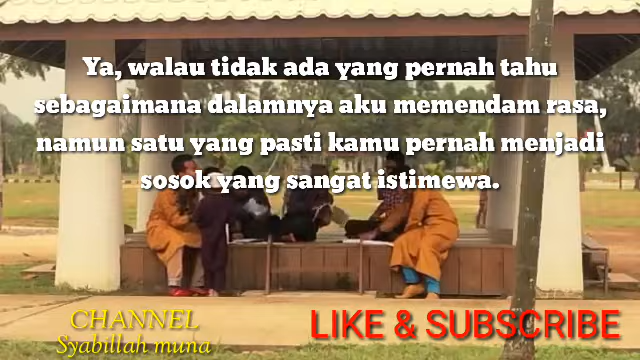 Ya, walau tidak ada yang pernah tahu
sebagaimana dalamnya aku memendam rasa,
namun satu yang pasti kamu pernah menjadi
sosok yang sangat istimewa.
CHANNEL
Syabillah muna
LIKE & SUBSCRIBE